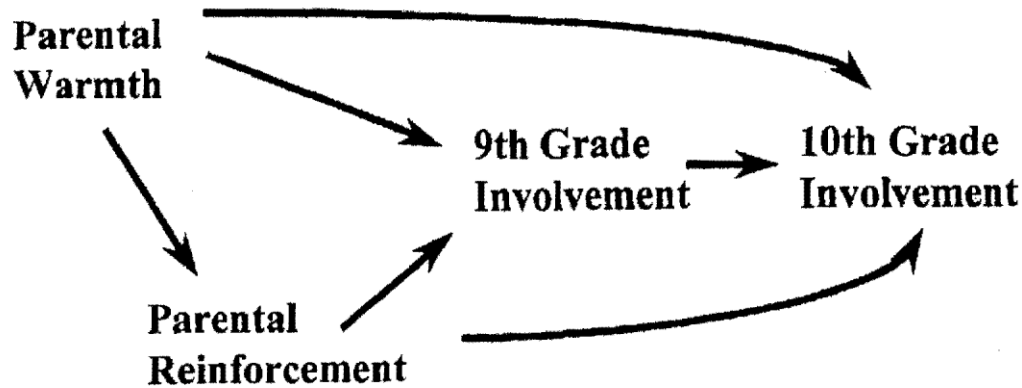 Parental
Warmth
9th Grade
Involvement
10th Grade
Involvement
Parental
Reinforcement